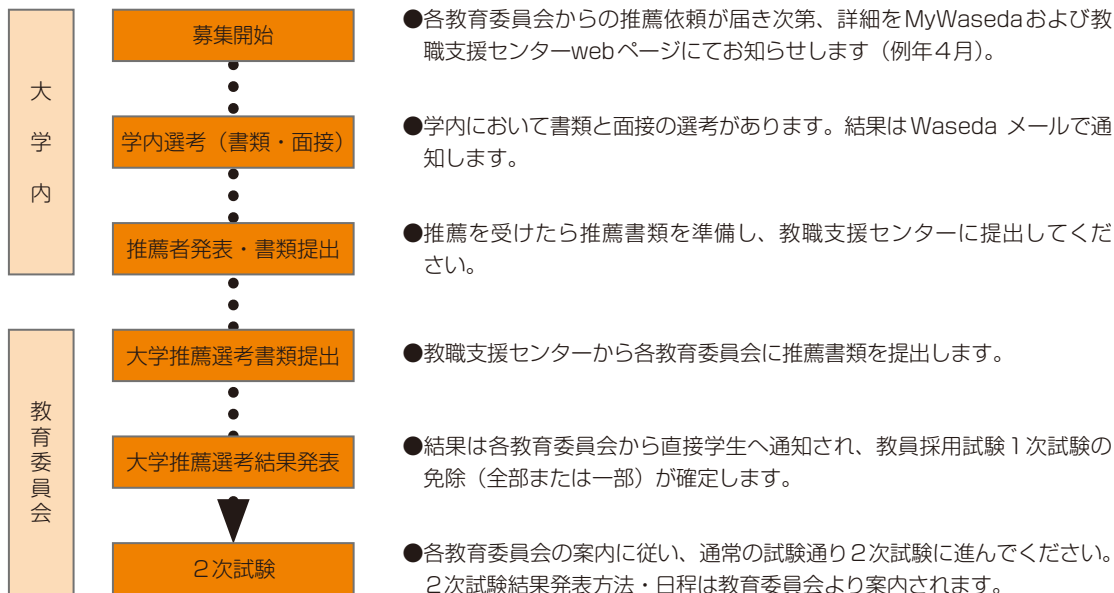 大学内
募集開始
●各教育委員会からの推薦依頼が届き次第、詳細をMyWasedaおよび教
職支援センターwebページにてお知らせします（例年４月）。
学内選考（書類・面接）
●学内において書類と面接の選考があります。結果はWaseda メールで通
知します。
推薦者発表・書類提出
●推薦を受けたら推薦書類を準備し、教職支援センターに提出してくだ
さい。
教育委員会
大学推薦選考書類提出
●教職支援センターから各教育委員会に推薦書類を提出します。
大学推薦選考結果発表
●結果は各教育委員会から直接学生へ通知され、教員採用試験１次試験の
免除（全部または一部）が確定します。
２次試験
●各教育委員会の案内に従い、通常の試験通り２次試験に進んでください。
２次試験結果発表方法・日程は教育委員会より案内されます。